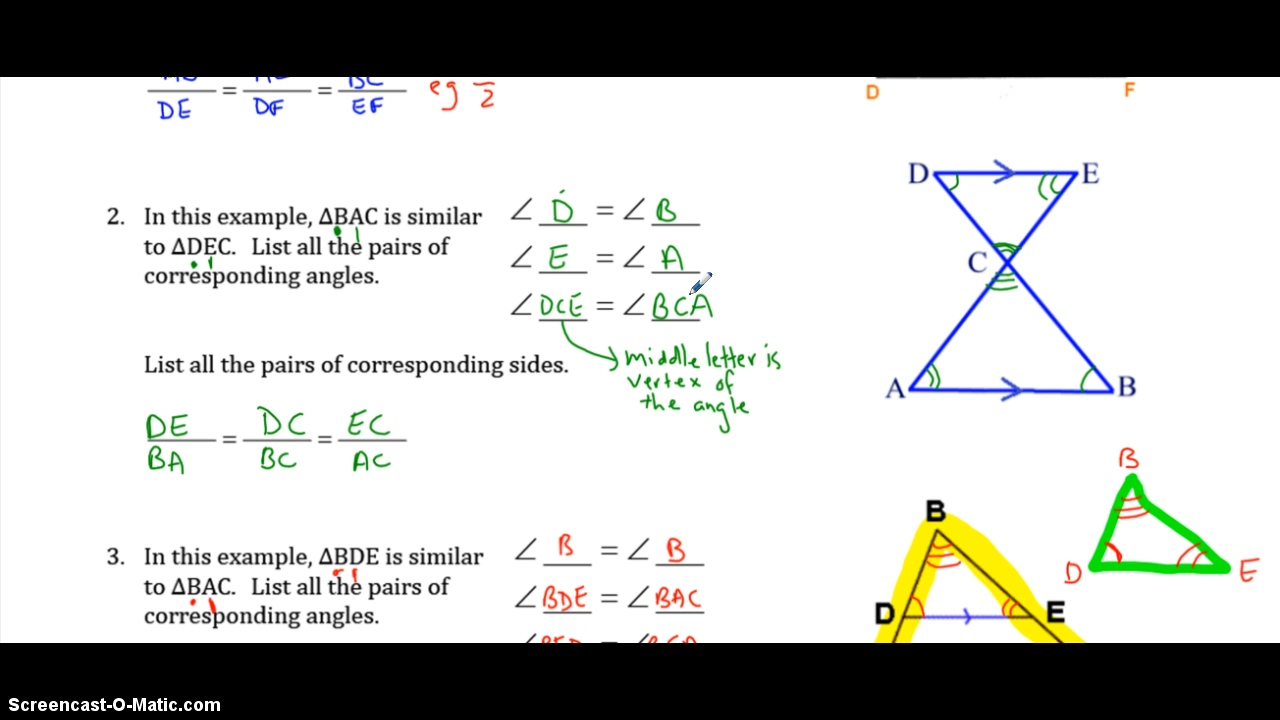 DE = DF = BC
EF eg 2
D F
2. In this example, ΔBAC is similar
to ΔDEC. List all the pairs of
corresponding angles.
∠ D = ∠ B
∠ E = ∠ A
∠ DCE = ∠ BCA
middle letter is
vertex of
the angle
List all the pairs of corresponding sides.
DE = DC = EC
BA BC AC
D E
C
A B
3. In this example, ΔBDE is similar
to ΔBAC. List all the pairs of
corresponding angles.
∠ B = ∠ B
∠ BDE = ∠ BAC
B
D E
B
D E
Screencast-O-Matic.com